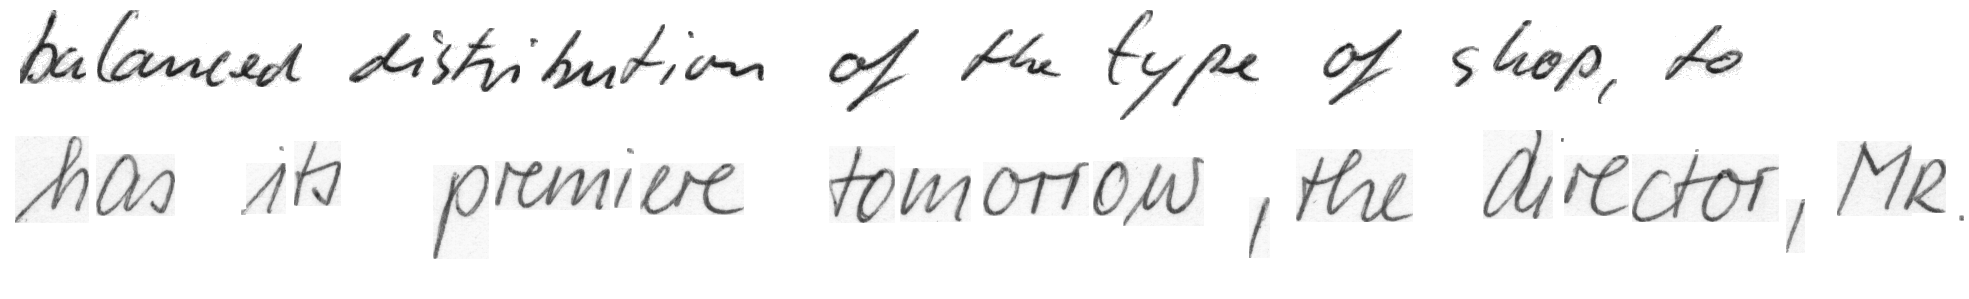 balanced distribution of the type of shop, to
has its premiere tomorrow, the director, MR.